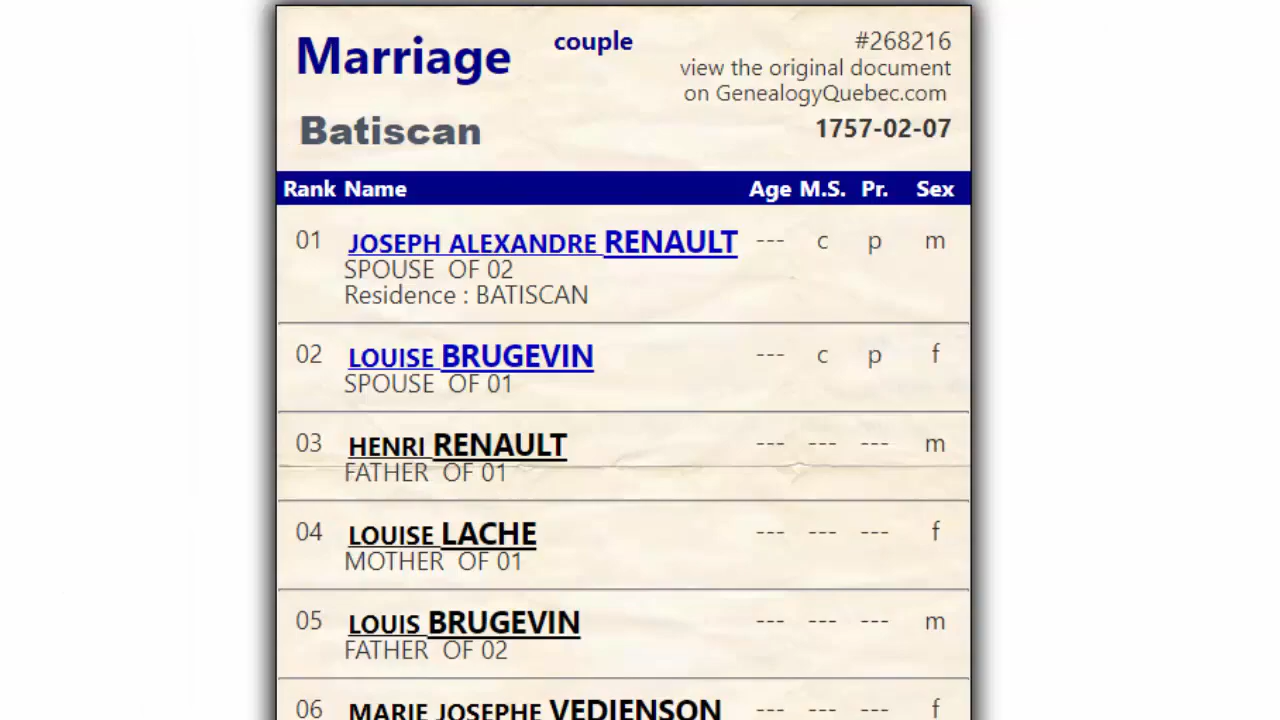 Marriage couple #268216
view the original document
on GenealogyQuebec.com
Batiscan 1757-02-07
Rank Name Age M.S. Pr. Sex
01 JOSEPH ALEXANDRE RENAULT --- c p m
SPOUSE OF 02
Residence : BATISCAN
02 LOUISE BRUGEVIN --- c p f
SPOUSE OF 01
03 HENRI RENAULT --- --- --- m
FATHER OF 01
04 LOUISE LACHE --- --- --- f
MOTHER OF 01
05 LOUIS BRUGEVIN --- --- --- m
FATHER OF 02
06 MARIE JOSEPHE VEDIENSON --- --- --- f